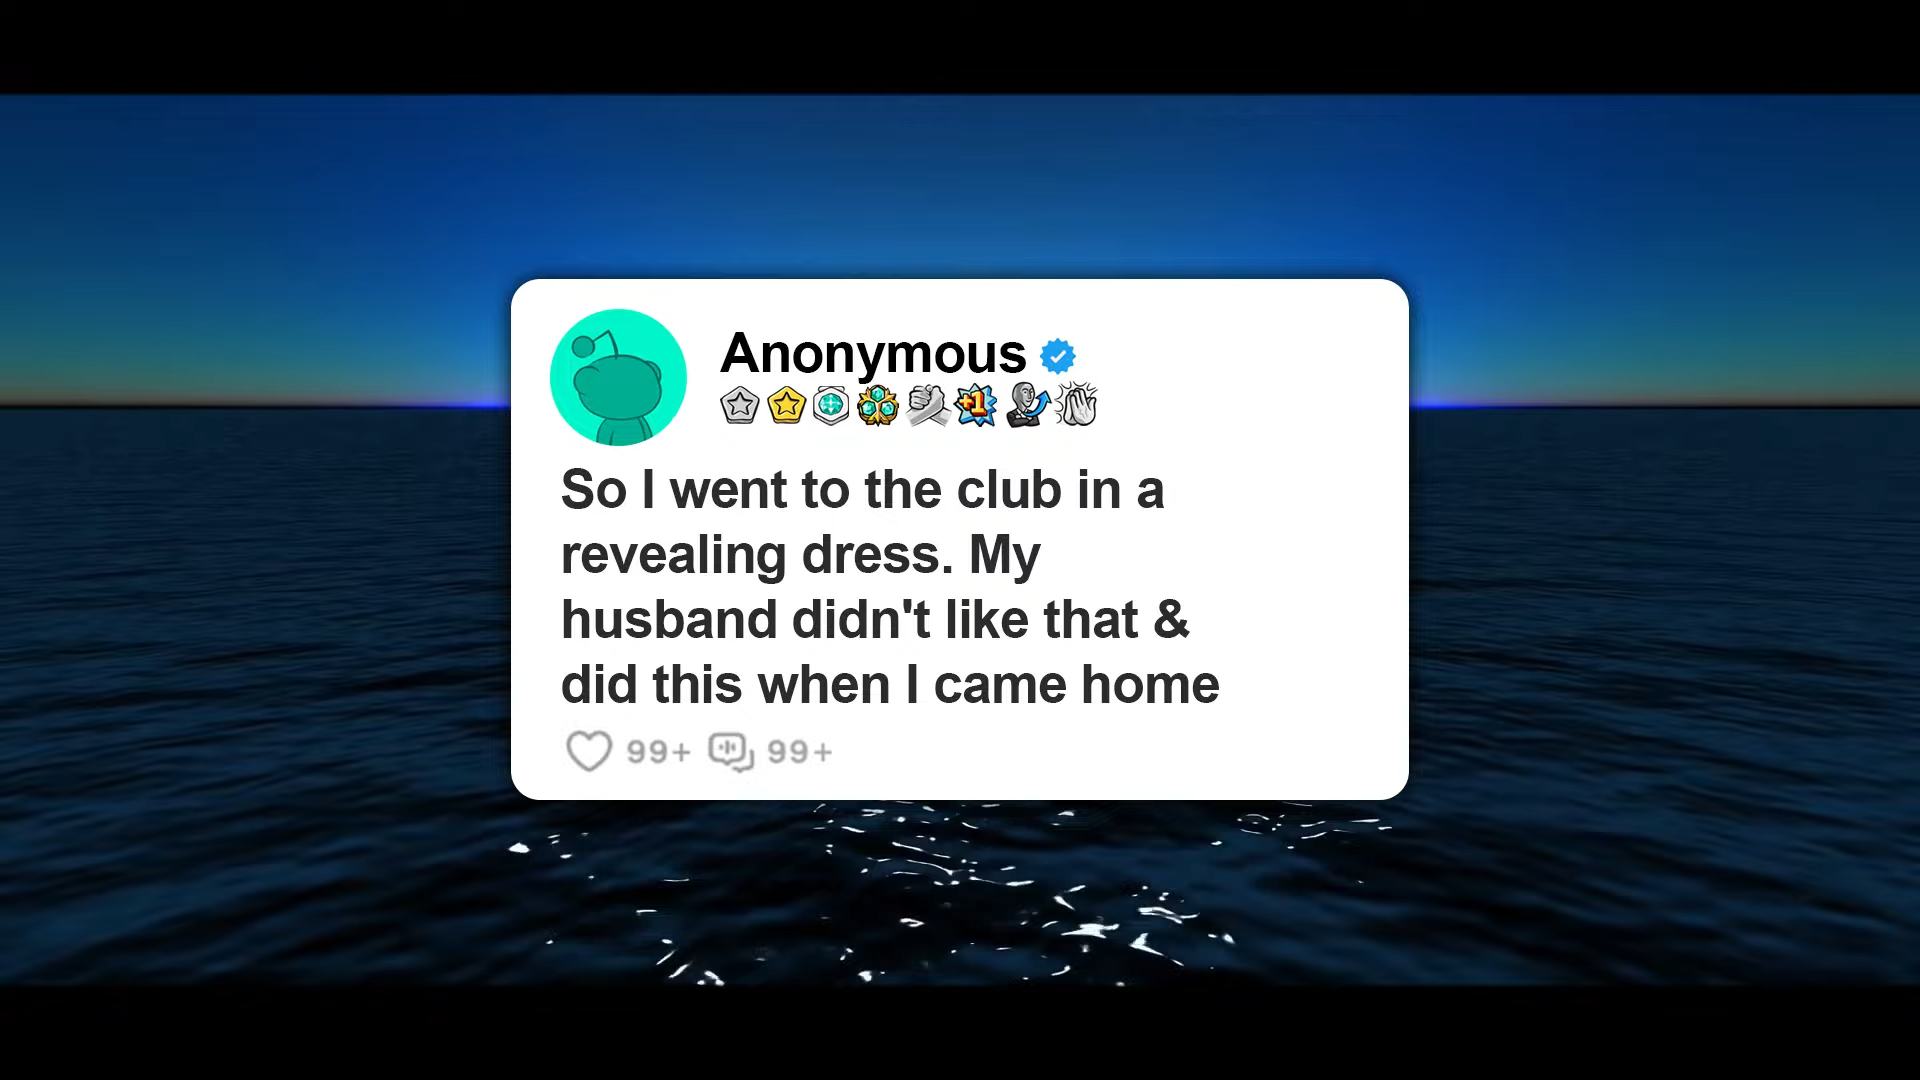 Anonymous
+1
So I went to the club in a
revealing dress. My
husband didn't like that &
did this when I came home
99+ 99+